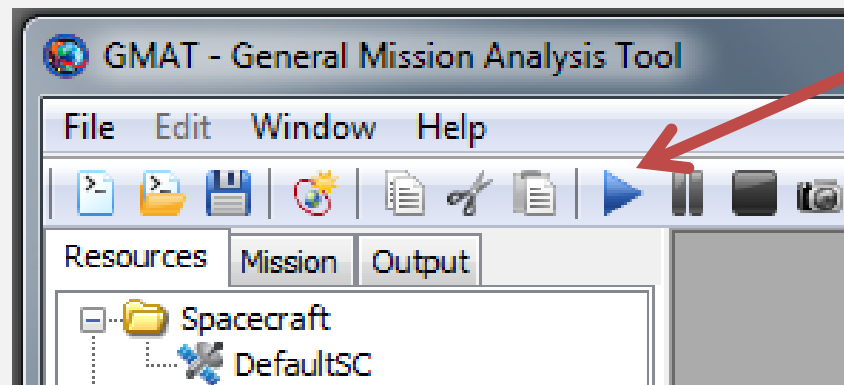 GMAT - General Mission Analysis Tool
File Edit Window Help
Resources Mission Output
Spacecraft
DefaultSC